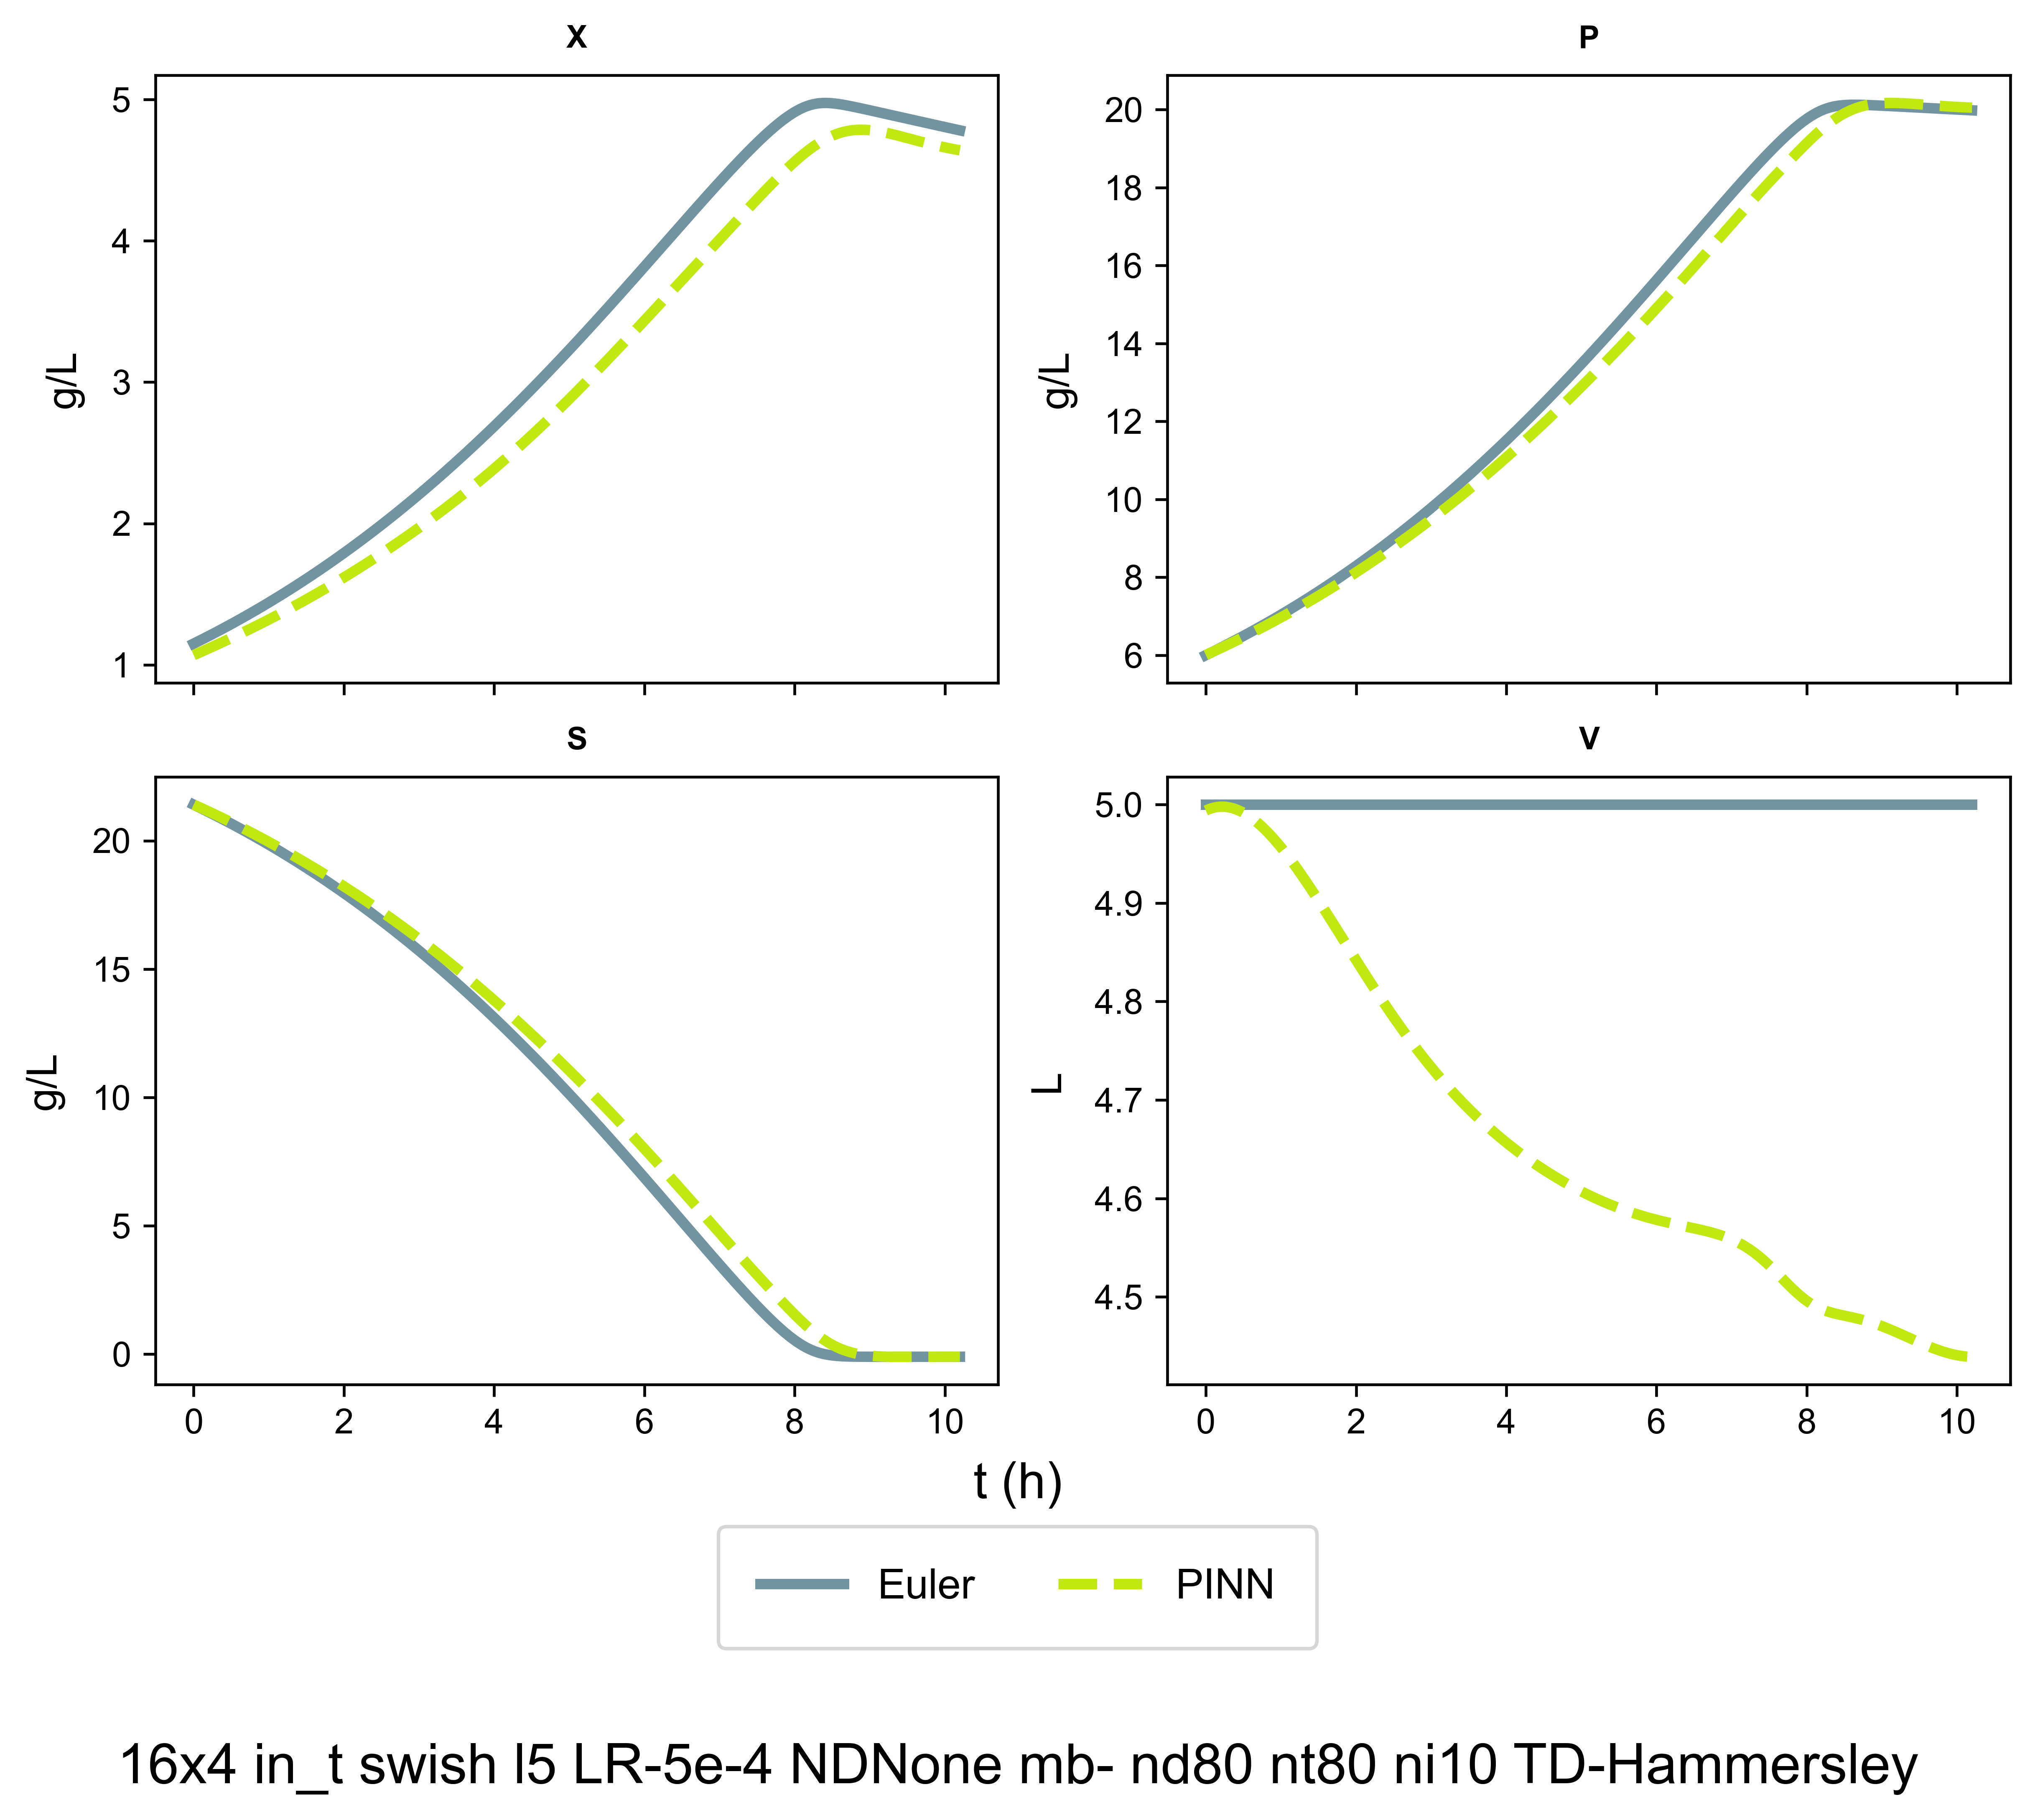 X
5
4
3
2
1
g/L
P
20
18
16
14
12
10
8
6
g/L
S
20
15
10
5
0
g/L
0 2 4 6 8 10
V
5.0
4.9
4.8
4.7
4.6
4.5
L
0 2 4 6 8 10
t (h)
Euler PINN
16x4 in_t swish l5 LR-5e-4 NDNone mb- nd80 nt80 ni10 TD-Hammersley